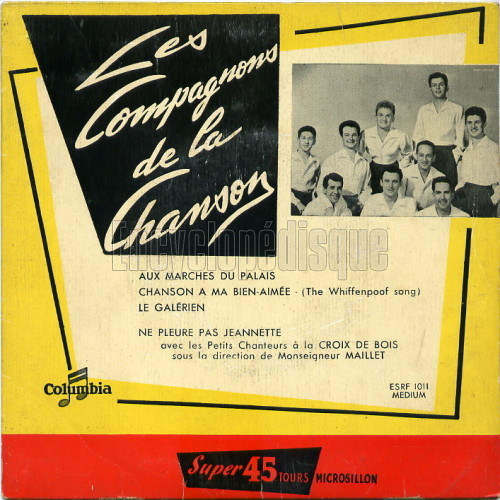 Les
Compagnons
de la
Chanson
Encyclopédisque
AUX MARCHES DU PALAIS
CHANSON A MA BIEN-AIMÉE - (The Whiffenpoof song)
LE GALÉRIEN
NE PLEURE PAS JEANNETTE
avec les Petits Chanteurs à la CROIX DE BOIS
sous la direction de Monseigneur MAILLET
Columbia
ESRF 1011
MEDIUM
Super 45 TOURS MICROSILLON